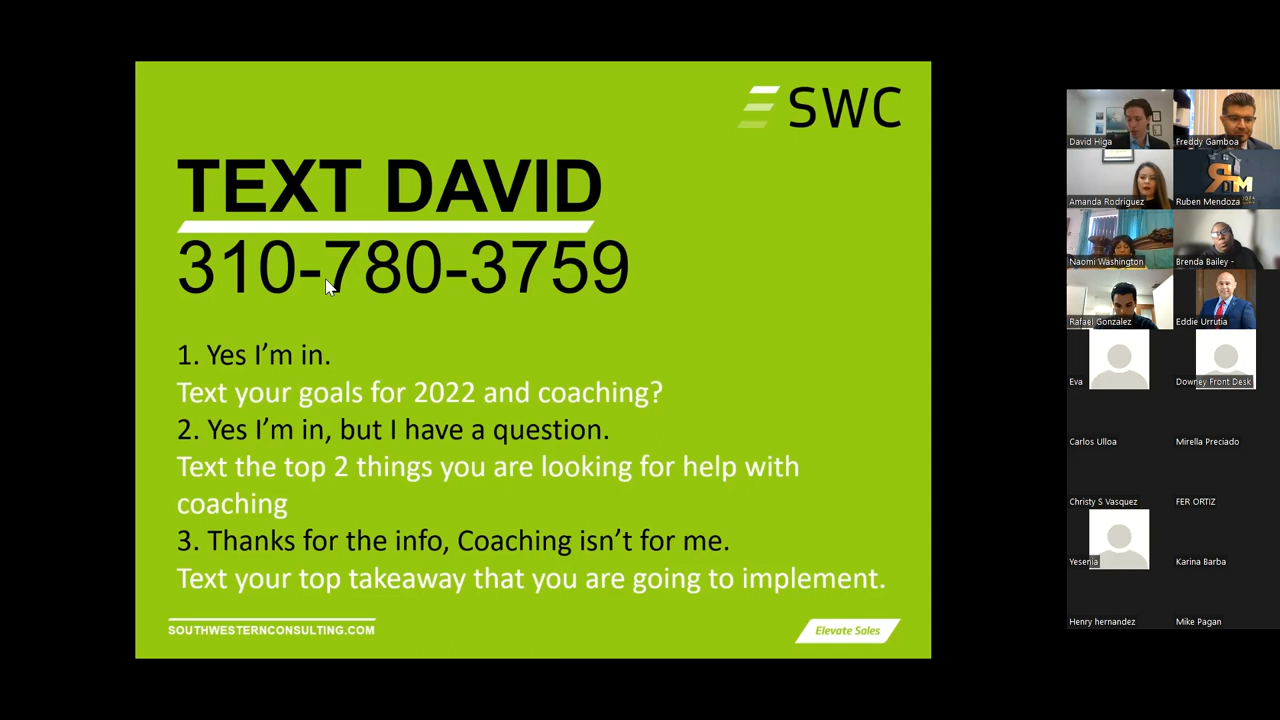 SWC
TEXT DAVID
310-780-3759
1. Yes I’m in.
Text your goals for 2022 and coaching?
2. Yes I’m in, but I have a question.
Text the top 2 things you are looking for help with
coaching
3. Thanks for the info, Coaching isn’t for me.
Text your top takeaway that you are going to implement.
SOUTHWESTERNCONSULTING.COM
Elevate Sales
David Higa
Freddy Gamboa
Amanda Rodriguez
Ruben Mendoza
RM
Naomi Washington
Brenda Bailey -
Rafael Gonzalez
Eddie Urrutia
Eva
Downey Front Desk
Carlos Ulloa
Mirella Preciado
Christy S Vasquez
FER ORTIZ
Yesenia
Karina Barba
Henry hernandez
Mike Pagan